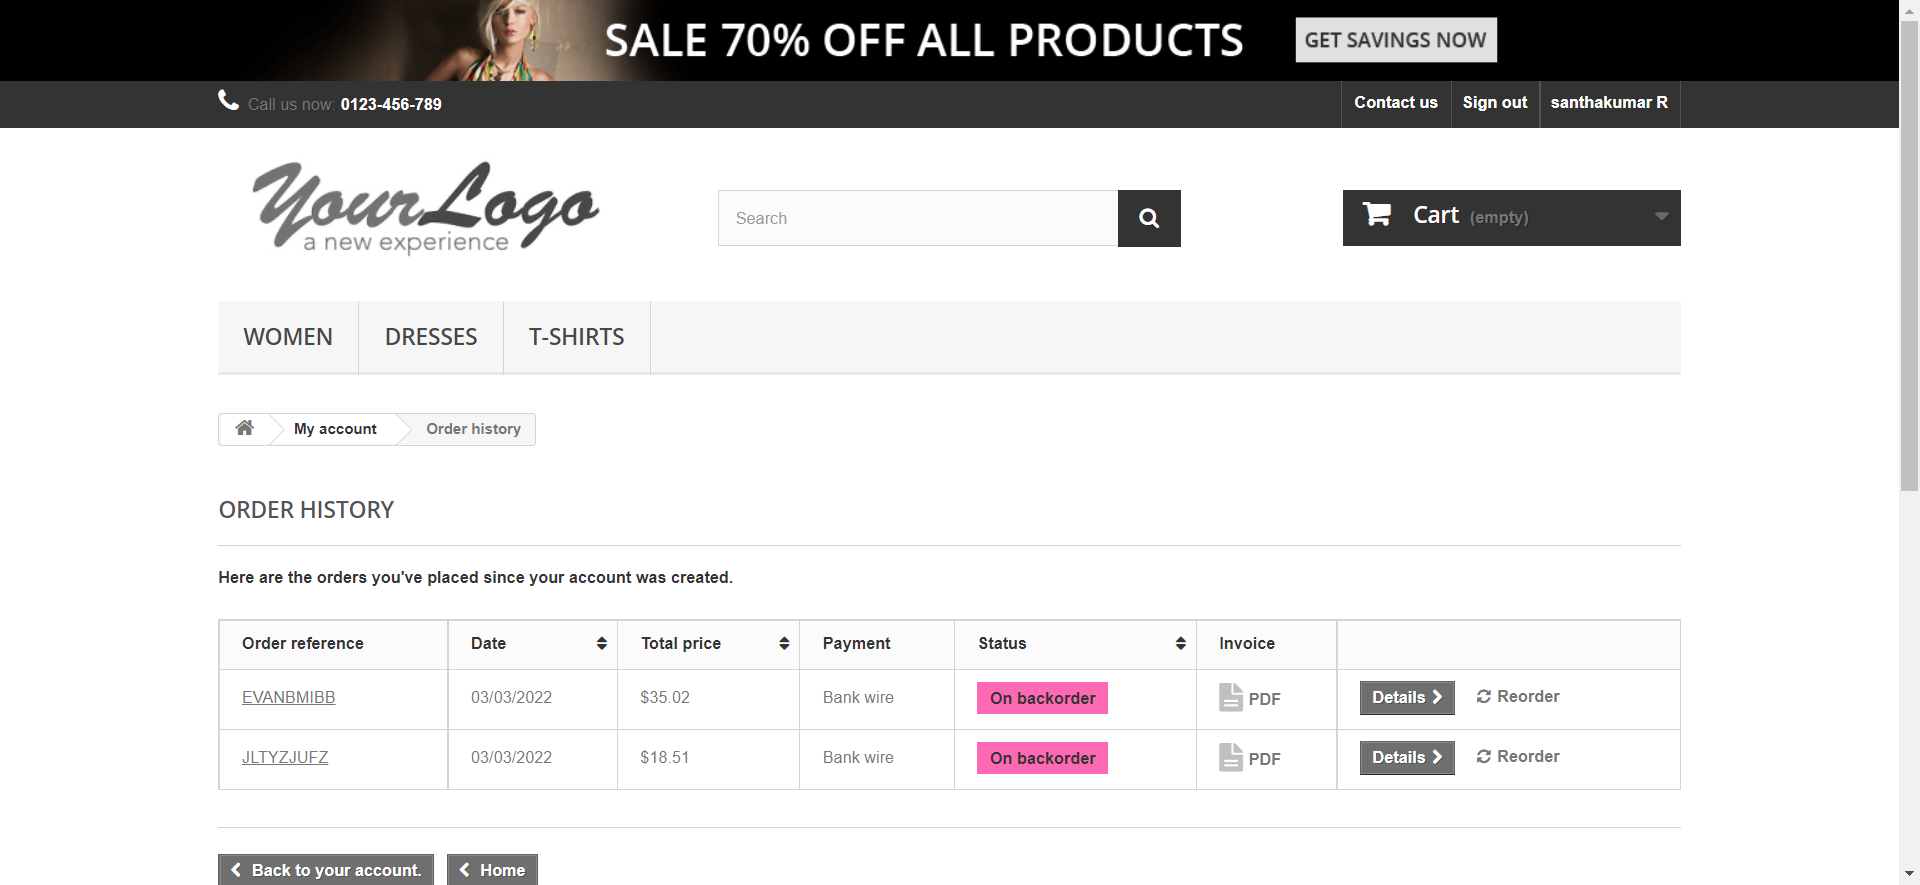 SALE 70% OFF ALL PRODUCTS GET SAVINGS NOW
Call us now: 0123-456-789 Contact us Sign out santhakumar R
YourLogo
a new experience
Search
Cart (empty)
WOMEN DRESSES T-SHIRTS
My account Order history
ORDER HISTORY
Here are the orders you've placed since your account was created.
Order reference Date Total price Payment Status Invoice
EVANBMIBB 03/03/2022 $35.02 Bank wire On backorder PDF Details Reorder
JLTYZJUFZ 03/03/2022 $18.51 Bank wire On backorder PDF Details Reorder
Back to your account. Home